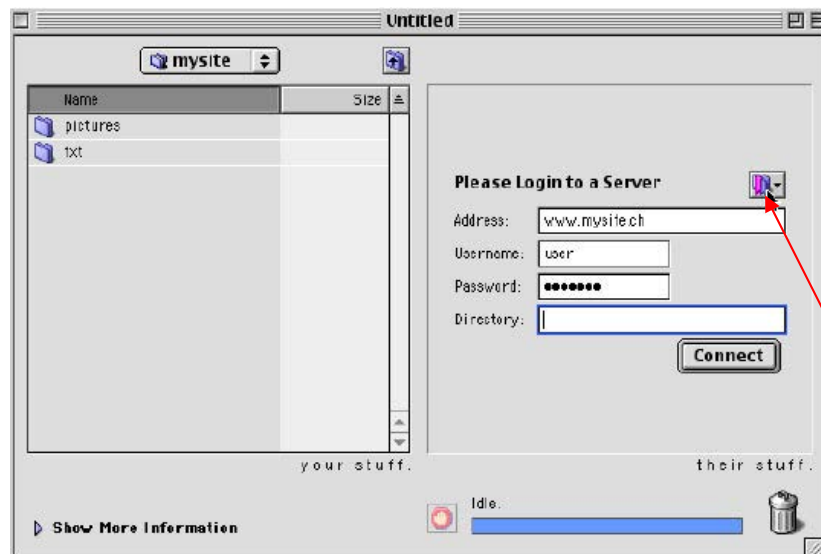 Untitled
mysite
Name Size
pictures
txt
Please Login to a Server
Address: www.mysite.ch
Username: user
Password: •••••••
Directory:
Connect
your stuff. their stuff.
Idle.
Show More Information